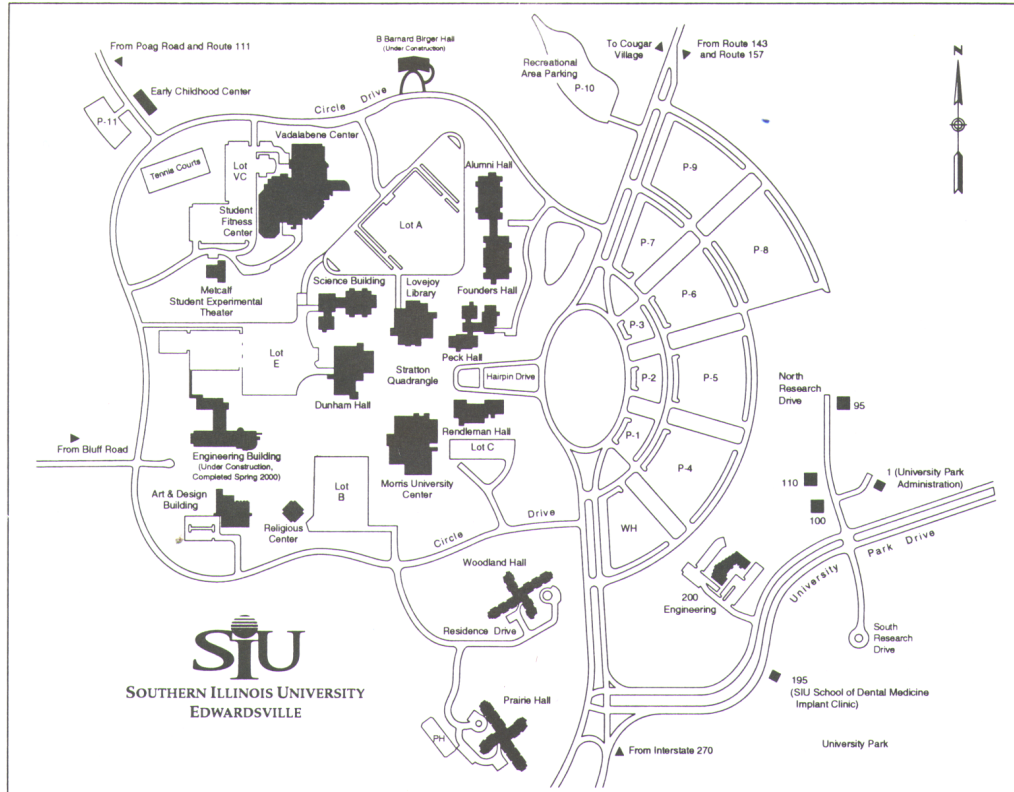 From Poag Road and Route 111
B Barnard Birger Hall
(Under Construction)
To Cougar
Village
From Route 143
and Route 157
N
Recreational
Area Parking
P-10
Early Childhood Center
P-11
Circle Drive
Vadalabene Center
Tennis Courts
Lot
VC
Alumni Hall
P-9
Student
Fitness
Center
Lot A
P-7
P-8
Metcalf
Student Experimental
Theater
Science Building
Lovejoy
Library
Founders Hall
P-6
P-3
Lot
E
Peck Hall
Stratton
Quadrangle
Hairpin Drive
P-2
P-5
North
Research
Drive
95
Dunham Hall
Rendleman Hall
P-1
From Bluff Road
Engineering Building
(Under Construction,
Completed Spring 2000)
Lot C
P-4
1 (University Park
Administration)
110
Morris University
Center
Art & Design
Building
Lot
B
100
Religious
Center
Circle Drive
WH
University Park Drive
Woodland Hall
200
Engineering
Residence Drive
South
Research
Drive
SIU
SOUTHERN ILLINOIS UNIVERSITY
EDWARDSVILLE
195
(SIU School of Dental Medicine
Implant Clinic)
Prairie Hall
PH
From Interstate 270
University Park